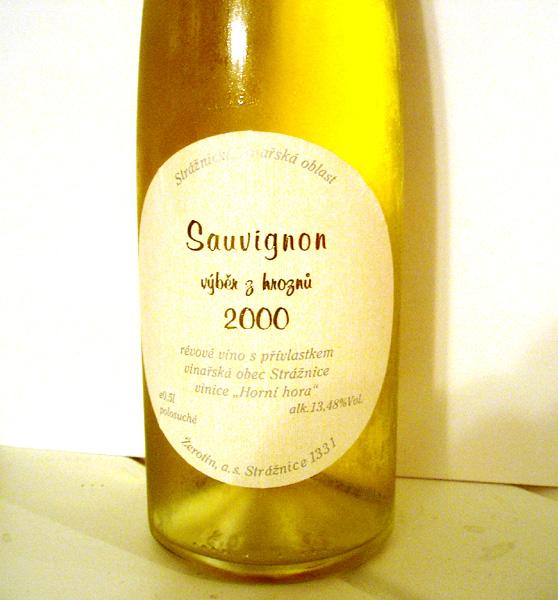 Strážnická vinařská oblast
Sauvignon
výběr z hroznů
2000
révové víno s přívlastkem
vinařská obec Strážnice
vinice „Horní hora“
e0.5l
alk.13,48%Vol.
polosuché
Žerotín, a.s. Strážnice 1331